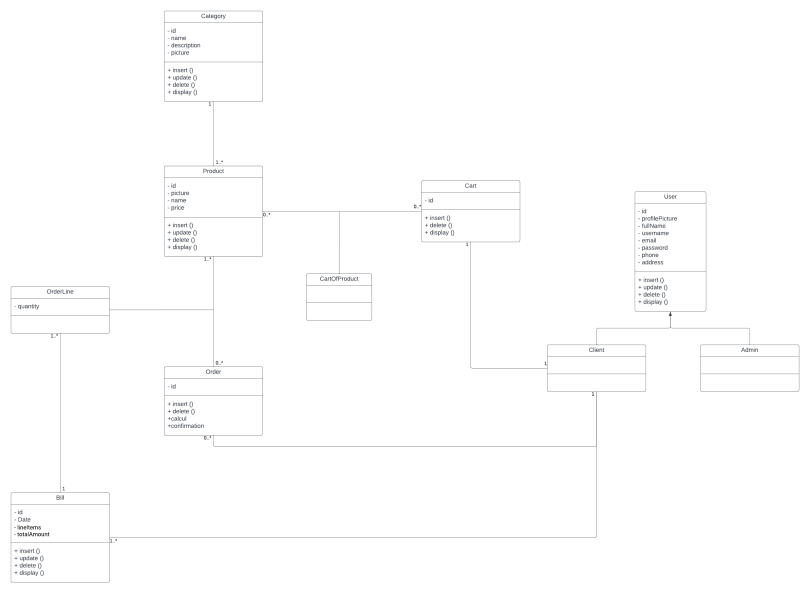 Category
- id
- name
- description
- picture
+ insert ()
+ update ()
+ delete ()
+ display ()
1
1..*
Product
- id
- picture
- name
- price
+ insert ()
+ update ()
+ delete ()
+ display ()
0..*
1..*
0..*
Cart
- id
+ insert ()
+ delete ()
+ display ()
1
User
- id
- profilePicture
- fullName
- username
- email
- password
- phone
- address
+ insert ()
+ update ()
+ delete ()
+ display ()
CartOfProduct
OrderLine
- quantity
1..*
Client
1
1
Admin
0..*
Order
- id
+ insert ()
+ delete ()
+calcul
+confirmation
0..*
1
Bill
- id
- Date
- lineItems
- totalAmount
+ insert ()
+ update ()
+ delete ()
+ display ()
1..*